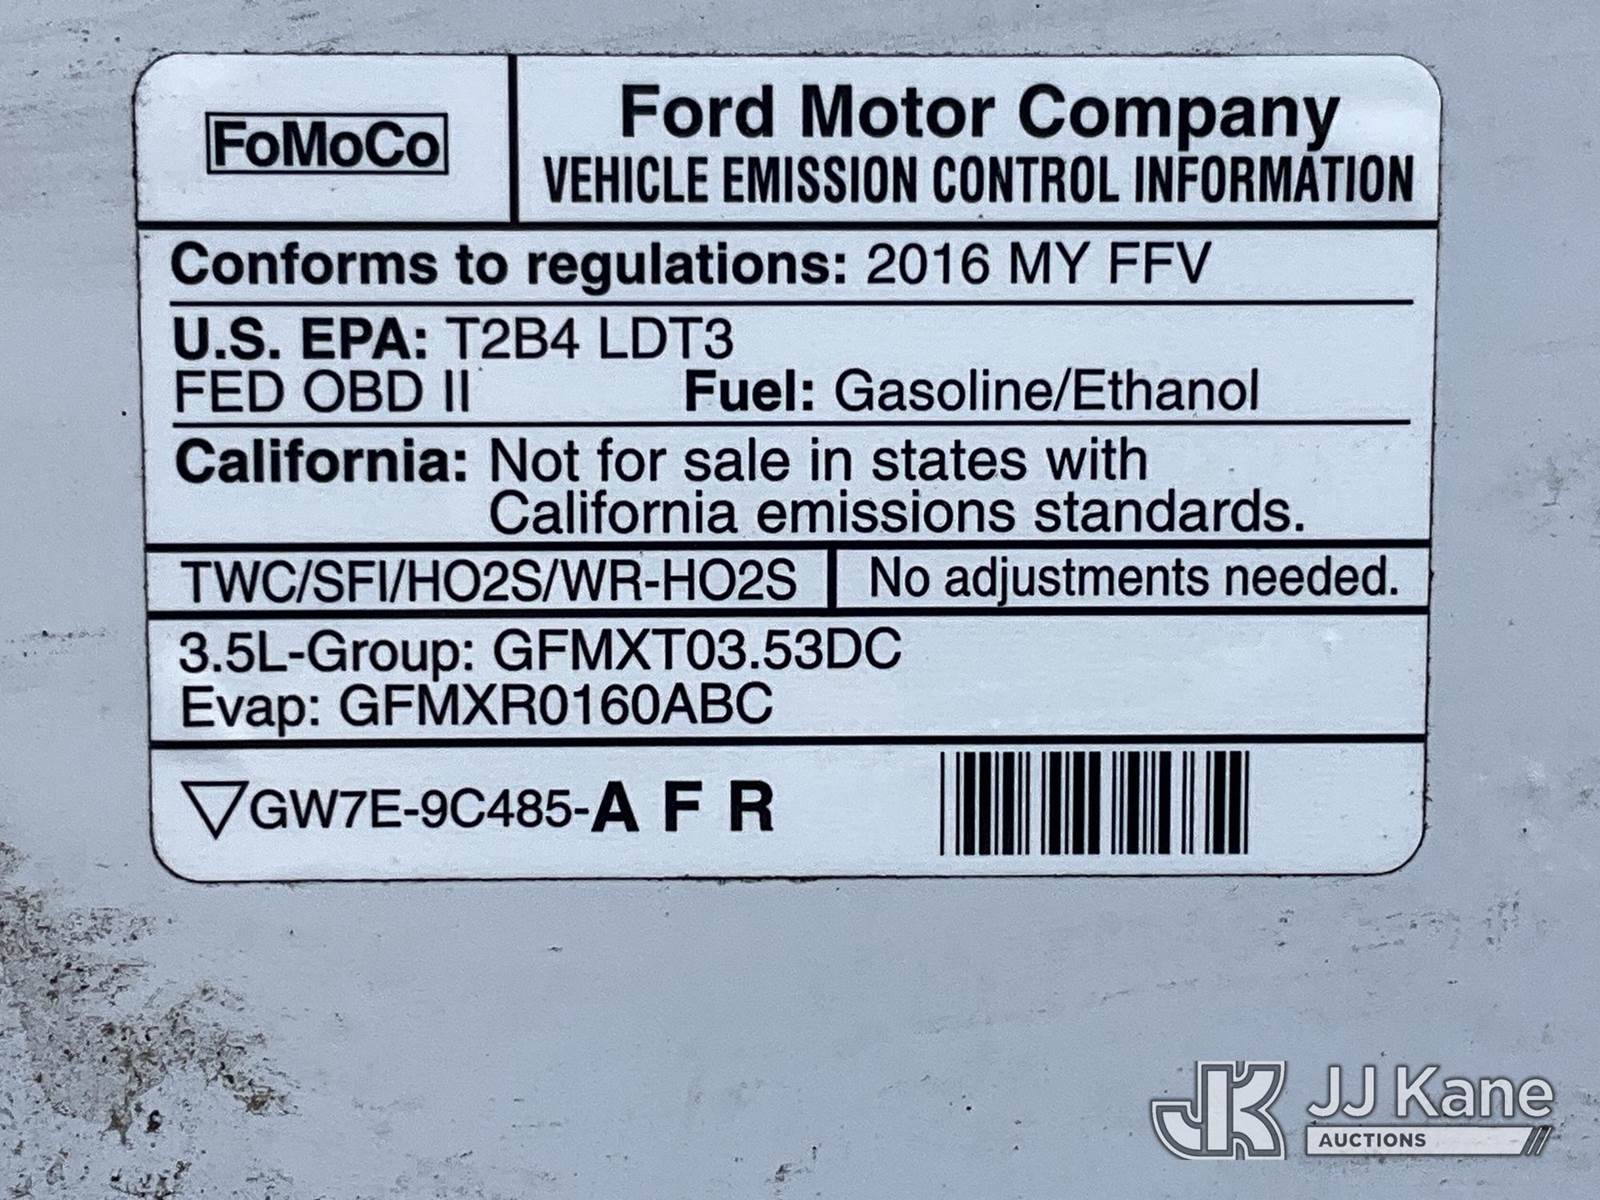 FoMoCo
Ford Motor Company
VEHICLE EMISSION CONTROL INFORMATION
Conforms to regulations: 2016 MY FFV
U.S. EPA: T2B4 LDT3
FED OBD II Fuel: Gasoline/Ethanol
California: Not for sale in states with
California emissions standards.
TWC/SFI/HO2S/WR-HO2S No adjustments needed.
3.5L-Group: GFMXT03.53DC
Evap: GFMXR0160ABC
▽GW7E-9C485-A F R
JK JJ Kane
AUCTIONS